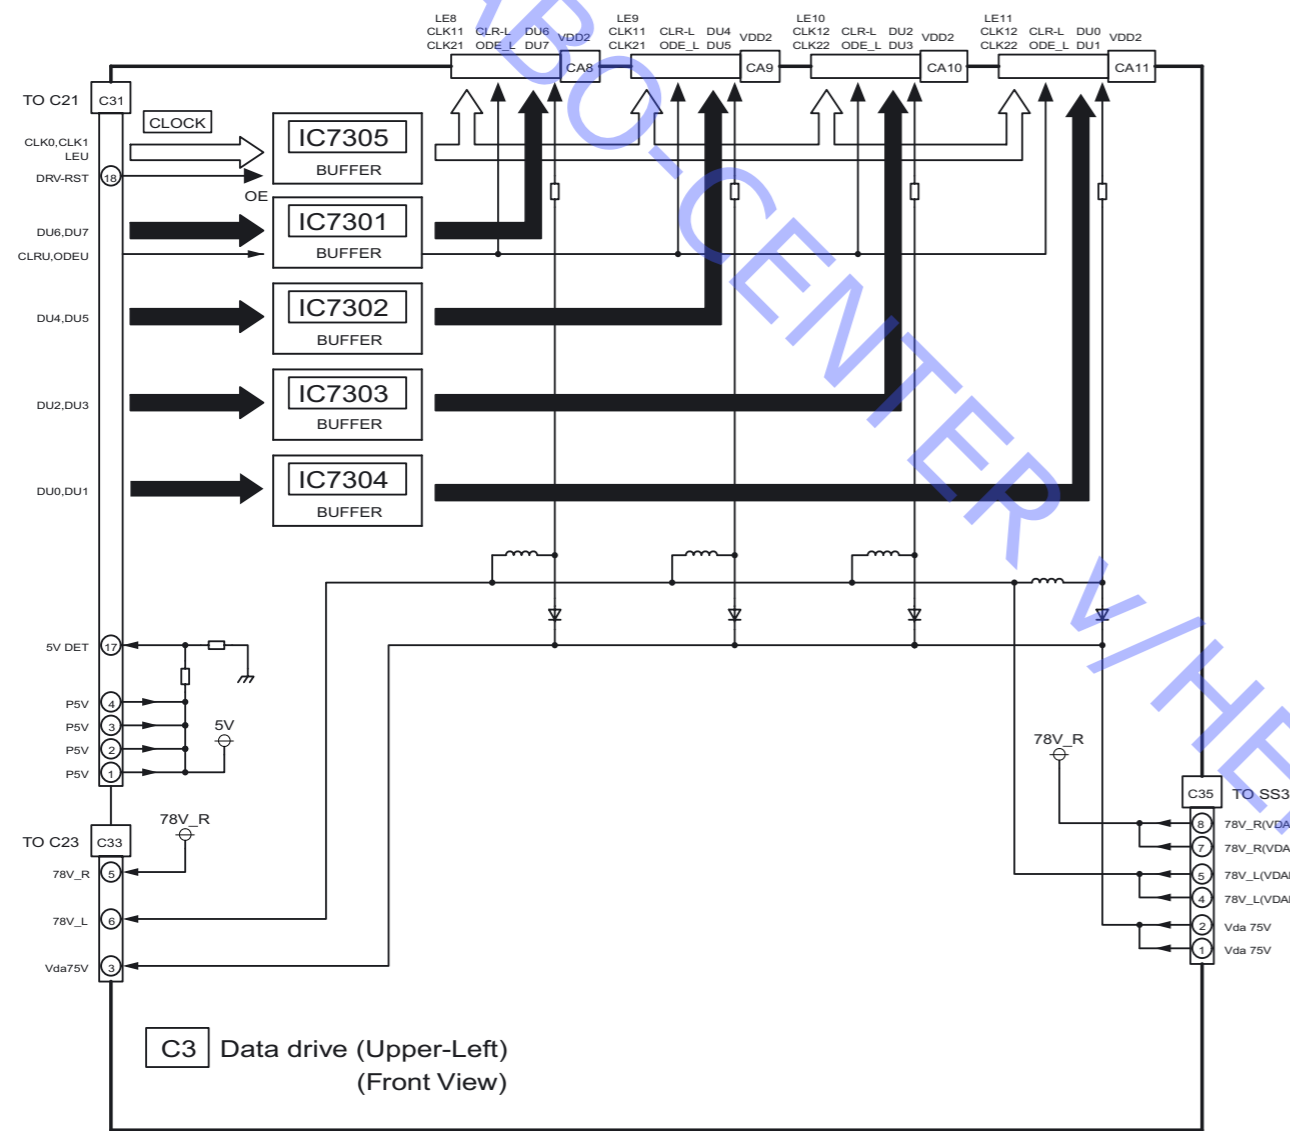 LE8
CLK11 CLR-L DU6
CLK21 ODE_L DU7
VDD2
CA8
LE9
CLK11 CLR-L DU4
CLK21 ODE_L DU5
VDD2
CA9
LE10
CLK12 CLR-L DU2
CLK22 ODE_L DU3
VDD2
CA10
LE11
CLK12 CLR-L DU0
CLK22 ODE_L DU1
VDD2
CA11
TO C21 C31
CLOCK
CLK0,CLK1
LEU
DRV-RST 18
IC7305
BUFFER
OE
DU6,DU7
CLRU,ODEU
IC7301
BUFFER
DU4,DU5
IC7302
BUFFER
DU2,DU3
IC7303
BUFFER
DU0,DU1
IC7304
BUFFER
5V DET 17
P5V 4
P5V 3
P5V 2
P5V 1
5V
TO C23 C33
78V_R
78V_R 5
78V_L 6
Vda75V 3
78V_R
C35 TO SS3
8 78V_R(VDA
7 78V_R(VDA
5 78V_L(VDA
4 78V_L(VDA
2 Vda 75V
1 Vda 75V
C3 Data drive (Upper-Left)
(Front View)